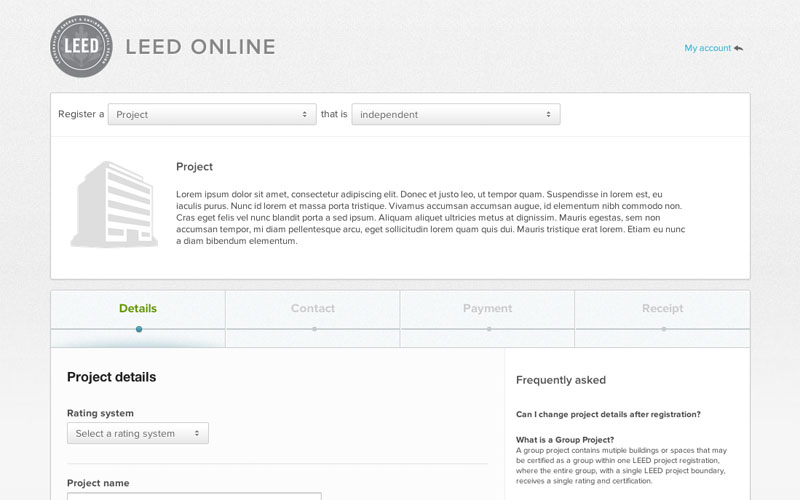 LEED
LEED ONLINE
My account
Register a Project that is independent
Project
Lorem ipsum dolor sit amet, consectetur adipiscing elit. Donec et justo leo, ut tempor quam. Suspendisse in lorem est, eu
iaculis purus. Nunc id lorem et massa porta tristique. Vivamus accumsan accumsan augue, id elementum nibh commodo non.
Cras eget felis vel nunc blandit porta a sed ipsum. Aliquam aliquet ultricies metus at dignissim. Mauris egestas, sem non
accumsan tempor, mi diam pellentesque arcu, eget sollicitudin lorem quam quis dui. Mauris tristique erat lorem. Etiam eu nunc
a diam bibendum elementum.
Details
Contact
Payment
Receipt
Project details
Rating system
Select a rating system
Project name
Frequently asked
Can I change project details after registration?
What is a Group Project?
A group project contains mutiple buildings or spaces that may
be certified as a group within one LEED project registration,
where the entire group, with a single LEED project boundary,
receives a single rating and certification.